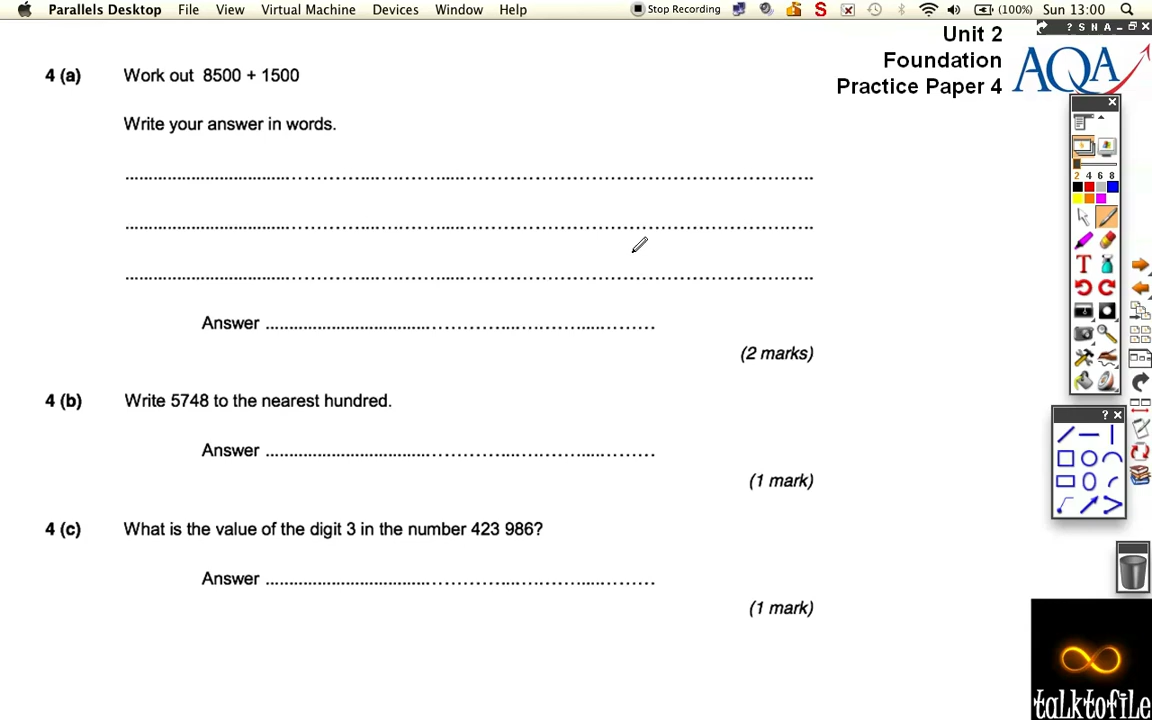 Parallels Desktop File View Virtual Machine Devices Window Help Stop Recording (100%) Sun 13:00
? S N A
Unit 2
Foundation
Practice Paper 4
AQA
4 (a) Work out 8500 + 1500
Write your answer in words.
Answer
(2 marks)
2 4 6 8
4 (b) Write 5748 to the nearest hundred.
Answer
(1 mark)
4 (c) What is the value of the digit 3 in the number 423 986?
Answer
(1 mark)
talktofile